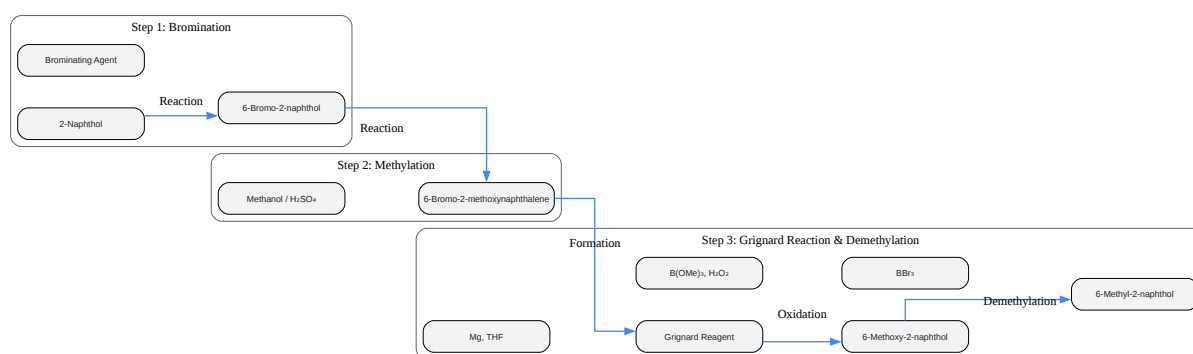 Step 1: Bromination
Brominating Agent
2-Naphthol
Reaction
6-Bromo-2-naphthol
Reaction
Step 2: Methylation
Methanol / H₂SO₄
6-Bromo-2-methoxynaphthalene
Formation
Step 3: Grignard Reaction & Demethylation
B(OMe)₃, H₂O₂
BBr₃
6-Methyl-2-naphthol
Demethylation
Oxidation
Mg, THF
Grignard Reagent
6-Methoxy-2-naphthol